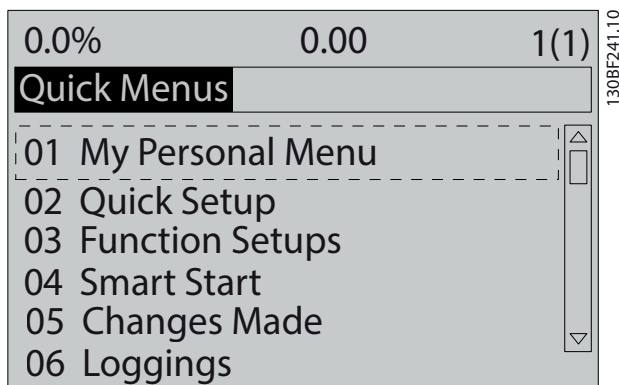 0.0% 0.00 1(1)
Quick Menus
01 My Personal Menu
02 Quick Setup
03 Function Setups
04 Smart Start
05 Changes Made
06 Loggings
130BF241.10